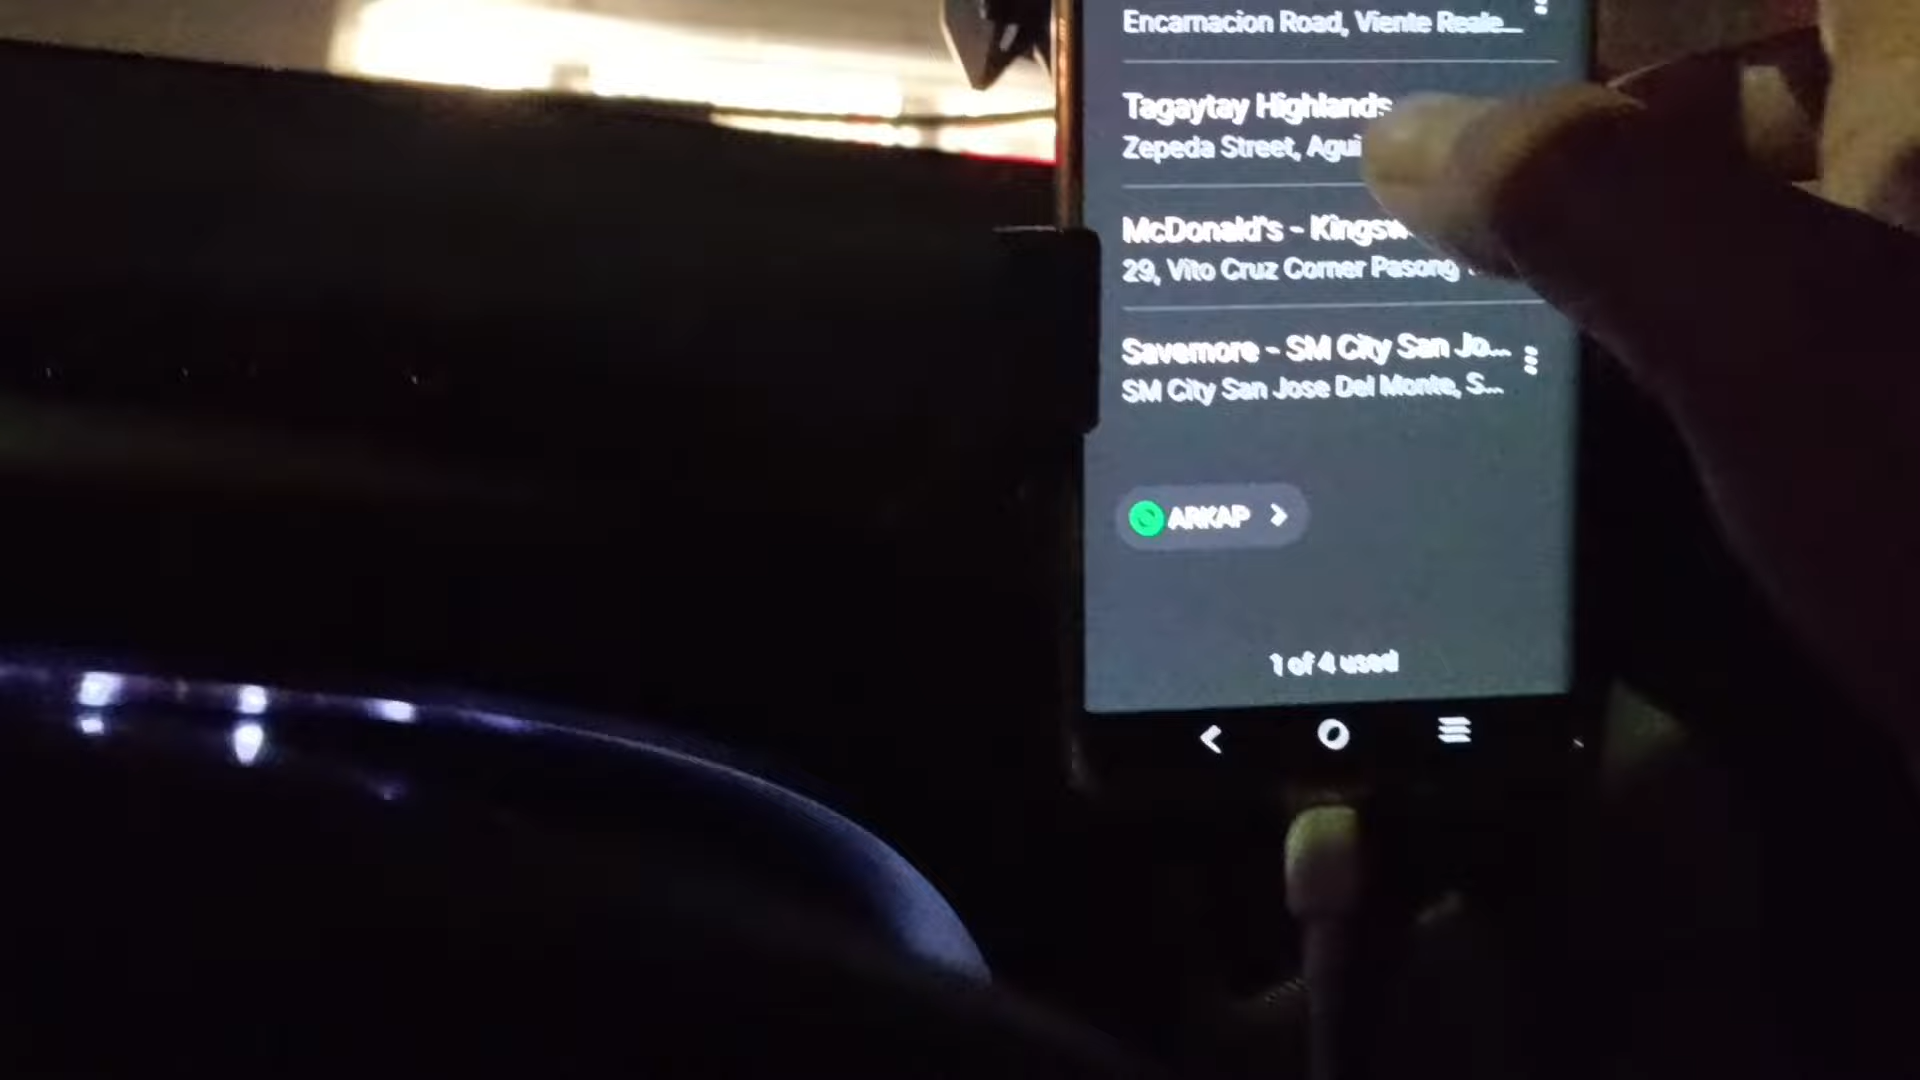 Encarnacion Road, Viente Reale...
Tagaytay Highlands
Zepeda Street, Agui
McDonald's - Kingsw
29, Vito Cruz Corner Pasong
Savemore - SM City San Jo...
SM City San Jose Del Monte, S...
ARKAP
1 of 4 used